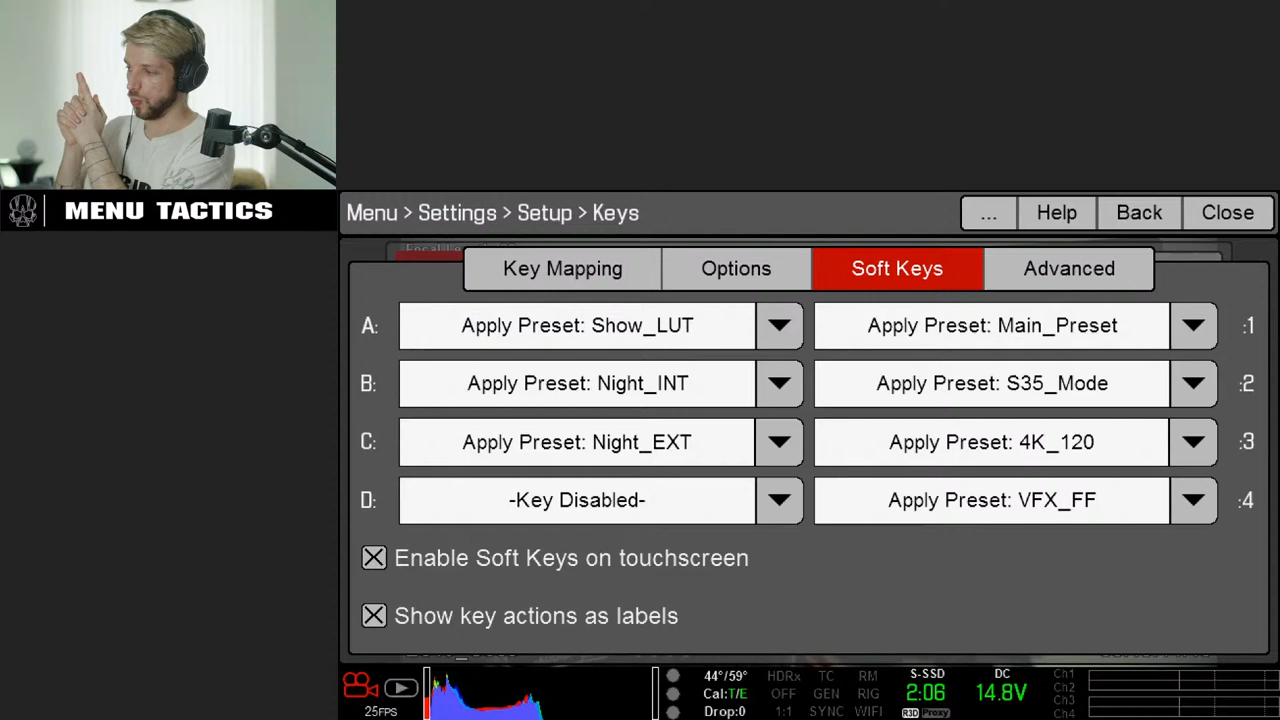 MENU TACTICS
Menu > Settings > Setup > Keys
... Help Back Close
Key Mapping Options Soft Keys Advanced
A: Apply Preset: Show_LUT Apply Preset: Main_Preset :1
B: Apply Preset: Night_INT Apply Preset: S35_Mode :2
C: Apply Preset: Night_EXT Apply Preset: 4K_120 :3
D: -Key Disabled- Apply Preset: VFX_FF :4
Enable Soft Keys on touchscreen
Show key actions as labels
44°/59° HDRx TC RM S-SSD DC Ch1
Cal:T/E OFF GEN RIG 2:06 14.8V Ch2
25FPS Drop:0 1:1 SYNC WIFI R3D Proxy Ch3
Ch4